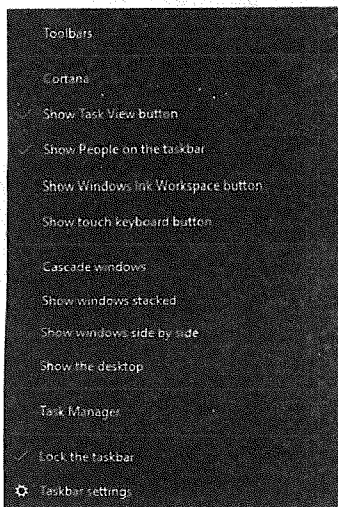 Toolbars
Cortana
Show Task View button
Show People on the taskbar
Show Windows Ink Workspace button
Show touch keyboard button
Cascade windows
Show windows stacked
Show windows side by side
Show the desktop
Task Manager
Lock the taskbar
Taskbar settings